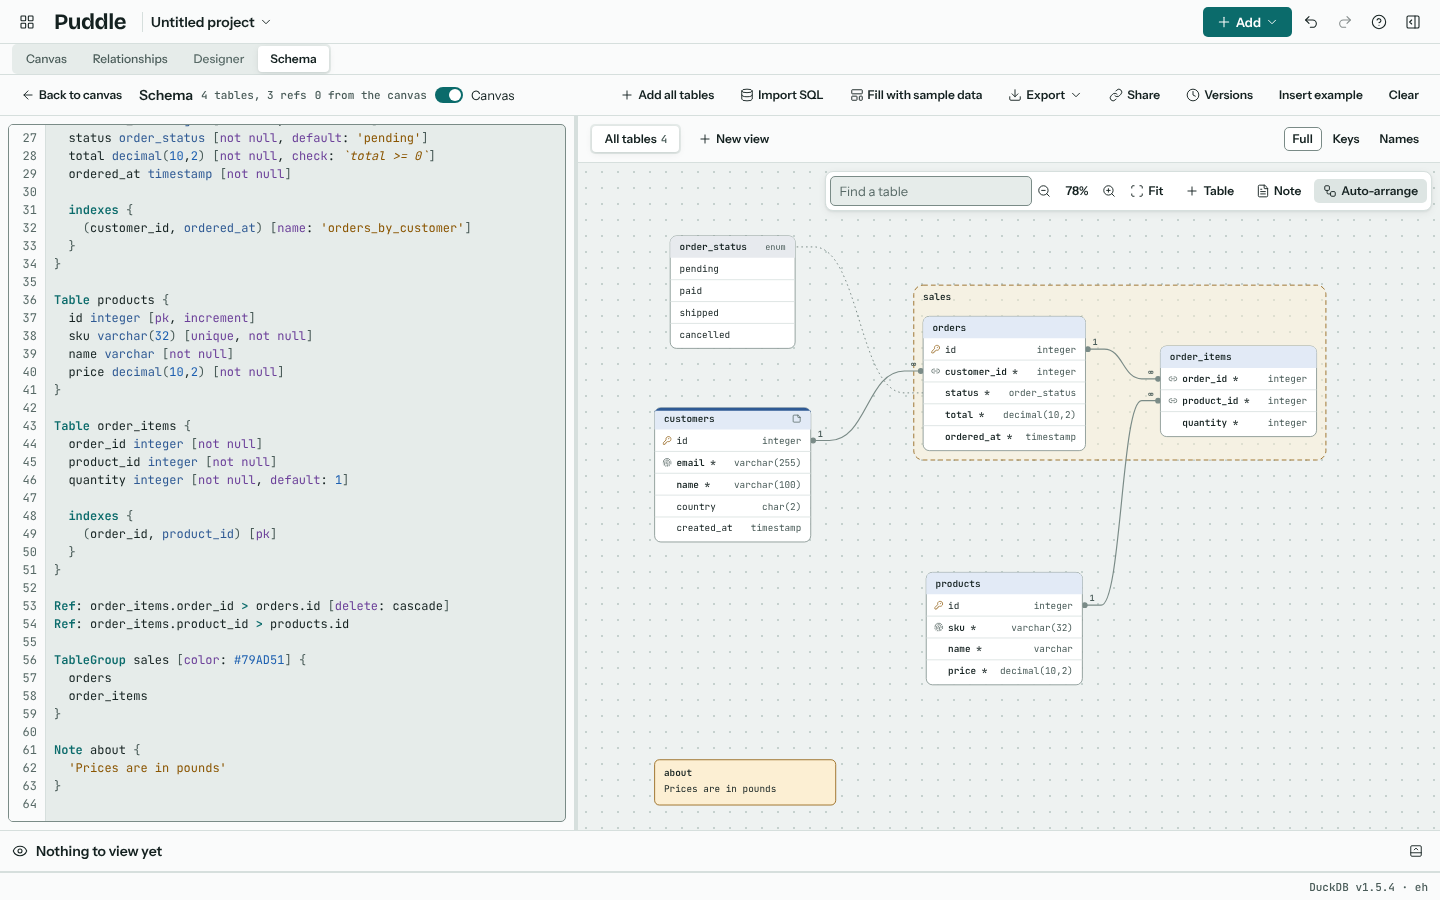 Puddle
Untitled project
Add
Canvas
Relationships
Designer
Schema
Back to canvas
Schema
4 tables, 3 refs 0 from the canvas
Canvas
Add all tables
Import SQL
Fill with sample data
Export
Share
Versions
Insert example
Clear
27 status order_status [not null, default: 'pending']
28 total decimal(10,2) [not null, check: `total >= 0`]
29 ordered_at timestamp [not null]
30
31 indexes {
32 (customer_id, ordered_at) [name: 'orders_by_customer']
33 }
34 }
35
36 Table products {
37 id integer [pk, increment]
38 sku varchar(32) [unique, not null]
39 name varchar [not null]
40 price decimal(10,2) [not null]
41 }
42
43 Table order_items {
44 order_id integer [not null]
45 product_id integer [not null]
46 quantity integer [not null, default: 1]
47
48 indexes {
49 (order_id, product_id) [pk]
50 }
51 }
52
53 Ref: order_items.order_id > orders.id [delete: cascade]
54 Ref: order_items.product_id > products.id
55
56 TableGroup sales [color: #79AD51] {
57 orders
58 order_items
59 }
60
61 Note about {
62 'Prices are in pounds'
63 }
64
All tables 4
New view
Full
Keys
Names
Find a table
78%
Fit
Table
Note
Auto-arrange
order_status enum
pending
paid
shipped
cancelled
sales
orders
id integer
customer_id * integer
status * order_status
total * decimal(10,2)
ordered_at * timestamp
1
∞
order_items
order_id * integer
product_id * integer
quantity * integer
∞
∞
customers
id integer
email * varchar(255)
name * varchar(100)
country char(2)
created_at timestamp
1
products
id integer
sku * varchar(32)
name * varchar
price * decimal(10,2)
1
about
Prices are in pounds
Nothing to view yet
DuckDB v1.5.4 · eh